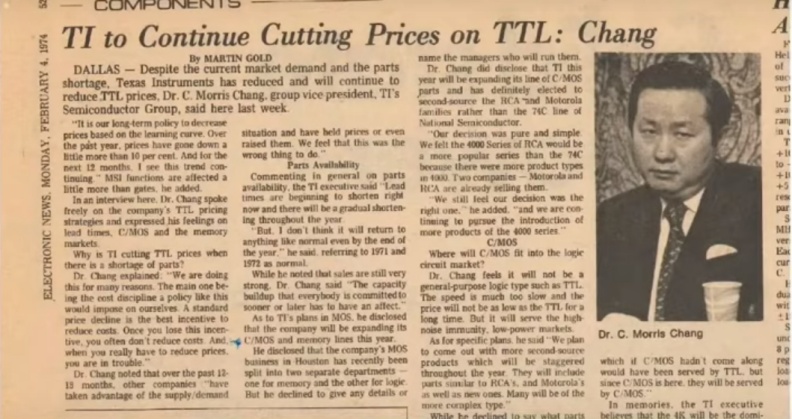 COMPONENTS
ELECTRONIC NEWS, MONDAY, FEBRUARY 4, 1974
TI to Continue Cutting Prices on TTL: Chang
By MARTIN GOLD
DALLAS — Despite the current market demand and the parts
shortage, Texas Instruments has reduced and will continue
to reduce TTL prices, Dr. C. Morris Chang, group vice president, TI's
Semiconductor Group, said here last week.
"It is our long-term policy to decrease
prices based on the learning curve. Over
the past year, prices have gone down a
little more than 10 per cent. And for the
next 12 months, I see this trend con-
tinuing." MSI functions are affected a
little more than gates, he added.
In an interview here, Dr. Chang spoke
freely on the company's TTL pricing
strategies and expressed his feelings on
lead times, C/MOS and the memory
markets.
Why is TI cutting TTL prices when
there is a shortage of parts?
Dr. Chang explained: "We are doing
this for many reasons. The main one be-
ing the cost discipline a policy like this
would impose on ourselves. A standard
price decline is the best incentive to
reduce costs. Once you lose this incen-
tive, you often don't reduce costs. And,
when you really have to reduce prices,
you are in trouble."
Dr. Chang noted that over the past 12-
15 months, other companies "have
taken advantage of the supply/demand
situation and have held prices or even
raised them. We feel that this was the
wrong thing to do."
Parts Availability
Commenting in general on parts
availability, the TI executive said "Lead
times are beginning to shorten right
now and there will be a gradual shorten-
ing throughout the year.
"But, I don't think it will return to
anything like normal even by the end of
the year," he said, referring to 1971 and
1972 as normal.
While he noted that sales are still very
strong, Dr. Chang said "The capacity
buildup that everybody is committed to
sooner or later has to have an affect."
As to TI's plans in MOS, he disclosed
that the company will be expanding its
C/MOS and memory lines this year.
He disclosed that the company's MOS
business in Houston has recently been
split into two separate departments —
one for memory and the other for logic.
But he declined to give any details or
name the managers who will run them.
Dr. Chang did disclose that TI this
year will be expanding its line of C/MOS
parts and has definitely elected to
second-source the RCA and Motorola
families rather than the 74C line of
National Semiconductor.
"Our decision was pure and simple.
We felt the 4000 Series of RCA would be
a more popular series than the 74C
because there were more product types
in 4000. Two companies — Motorola and
RCA are already selling them.
"We still feel our decision was the
right one," he added, "and we are con-
tinuing to pursue the introduction of
more products of the 4000 series."
C/MOS
Where will C/MOS fit into the logic
circuit market?
Dr. Chang feels it will not be a
general-purpose logic type such as TTL.
The speed is much too slow and the
price will not be as low as the TTL for a
long time. But it will serve the high-
noise immunity, low-power markets.
As for specific plans, he said "We plan
to come out with more second-source
products which will be staggered
throughout the year. They will include
parts similar to RCA's, and Motorola's
as well as new ones. Many will be of the
more complex type."
While he declined to say what parts
Dr. C. Morris Chang
which if C/MOS hadn't come along
would have been served by TTL, but
since C/MOS is here, they will be served
by C/MOS."
In memories, the TI executive
believes that the 4K will be the domi-